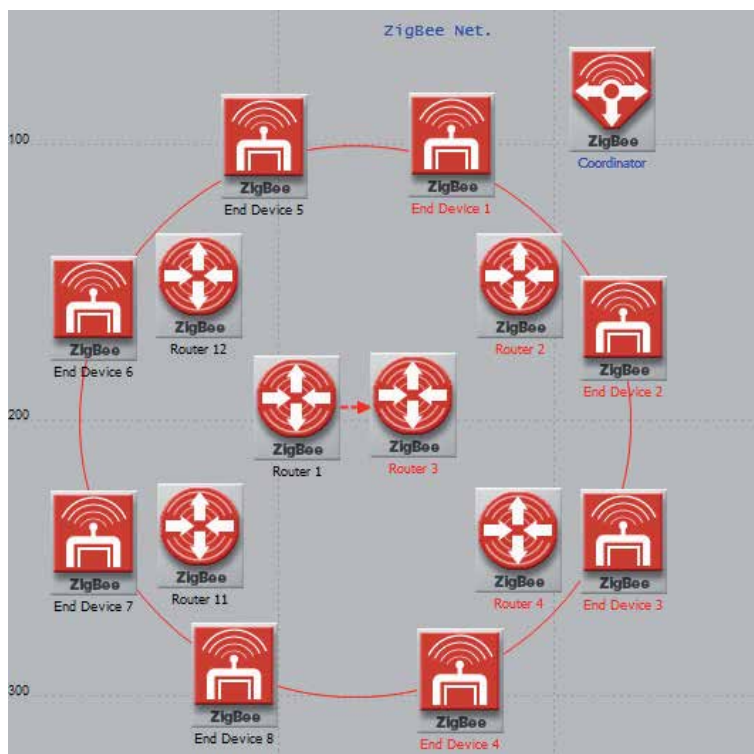 ZigBee Net.
100
ZigBee
End Device 5
ZigBee
End Device 1
ZigBee
Coordinator
ZigBee
Router 12
ZigBee
Router 2
ZigBee
End Device 6
ZigBee
End Device 2
200
ZigBee
Router 1
ZigBee
Router 3
ZigBee
End Device 7
ZigBee
Router 11
ZigBee
Router 4
ZigBee
End Device 3
300
ZigBee
End Device 8
ZigBee
End Device 4